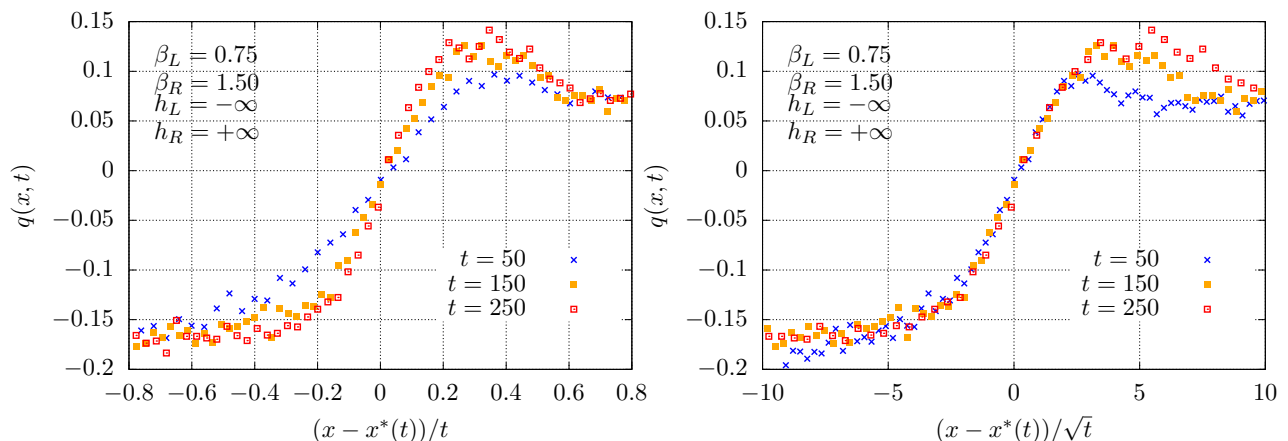 0.15
0.1
0.05
0
−0.05
−0.1
−0.15
−0.2
q(x, t)
β_L = 0.75
β_R = 1.50
h_L = −∞
h_R = +∞
t = 50
t = 150
t = 250
−0.8 −0.6 −0.4 −0.2 0 0.2 0.4 0.6 0.8
(x − x*(t))/t
0.15
0.1
0.05
0
−0.05
−0.1
−0.15
−0.2
q(x, t)
β_L = 0.75
β_R = 1.50
h_L = −∞
h_R = +∞
t = 50
t = 150
t = 250
−10 −5 0 5 10
(x − x*(t))/√t